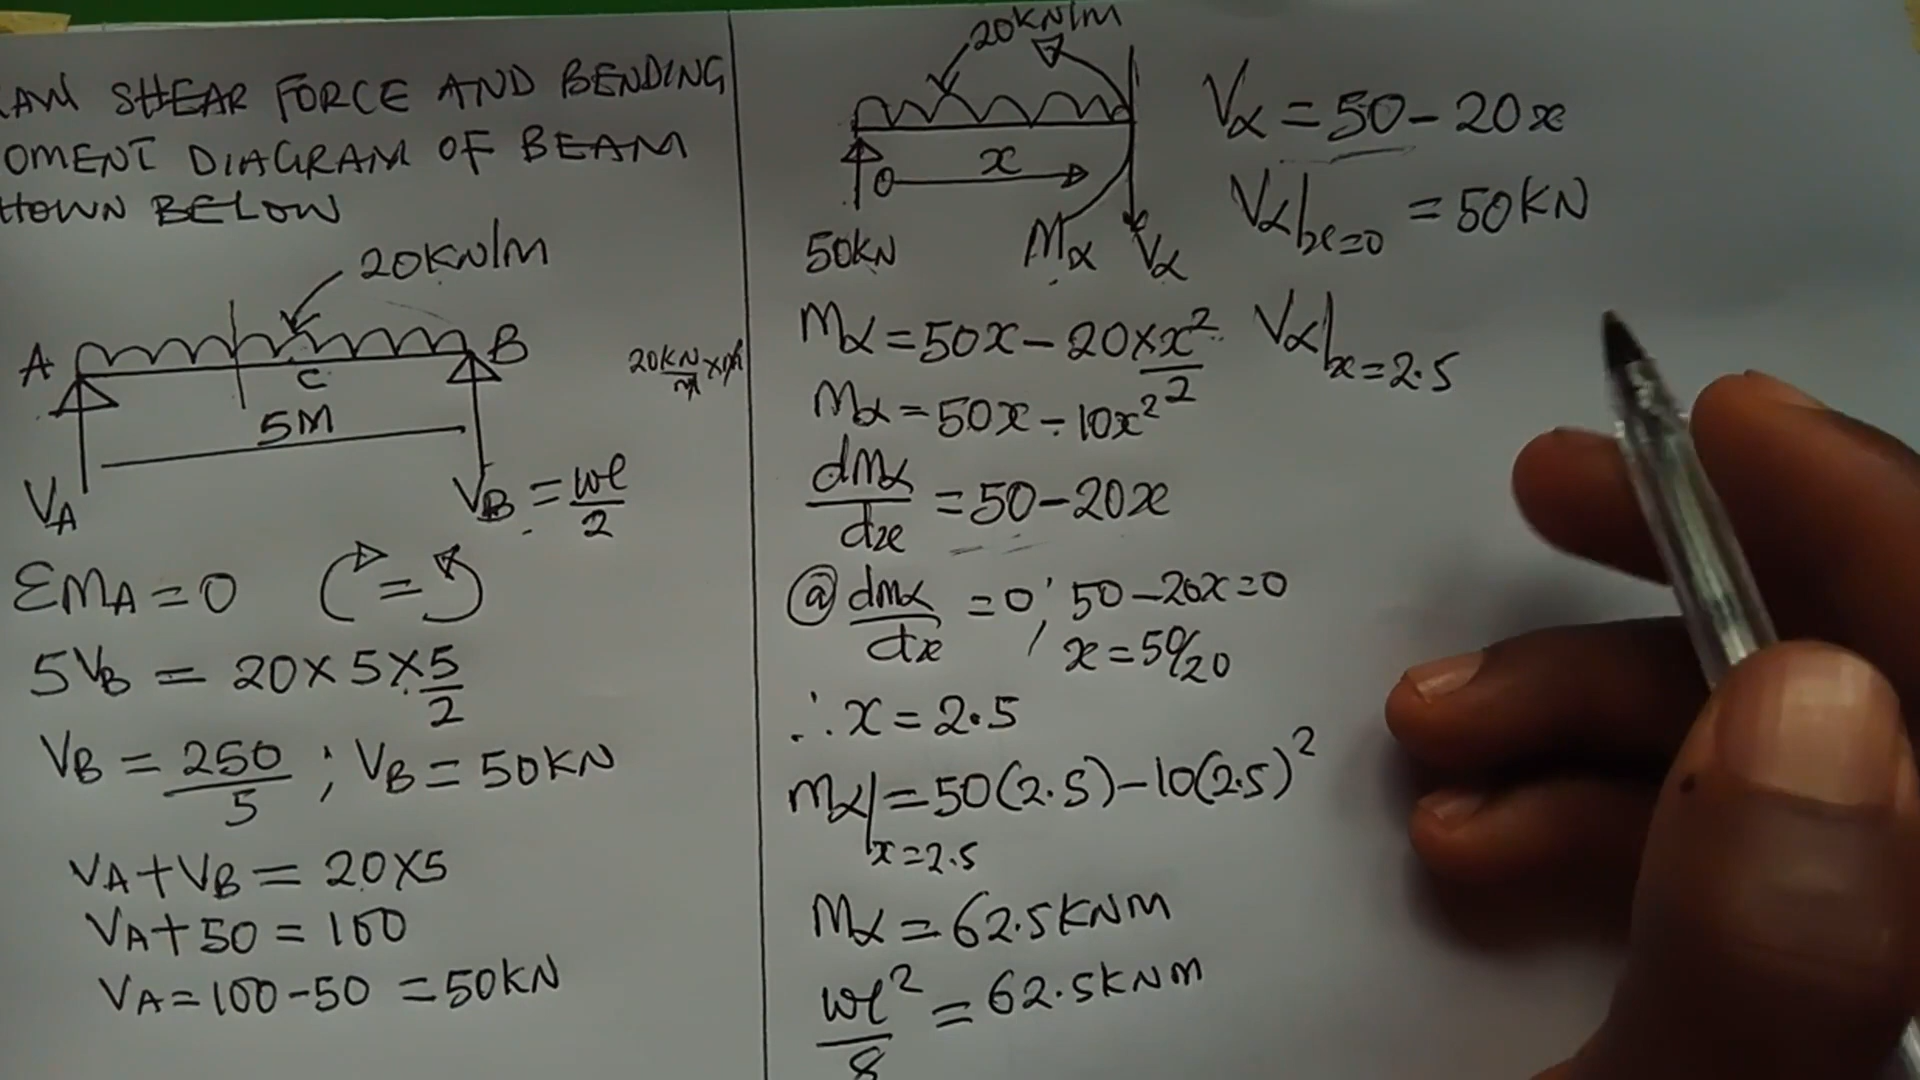 AW SHEAR FORCE AND BENDING
OMENT DIAGRAM OF BEAM
HOWN BELOW
20KN/m
A
B
C
5M
VA
VB = wl/2
ΣMA = 0 ( = )
5VB = 20 × 5 × 5/2
VB = 250/5 ; VB = 50KN
VA + VB = 20×5
VA + 50 = 100
VA = 100 - 50 = 50KN
20KN/m × m
20KN/m
0 x
50KN Mx Vx
Mx = 50x - 20 × x²/2
Mx = 50x - 10x²
dMx/dx = 50 - 20x
@ dmx/dx = 0; 50 - 20x = 0
x = 50/20
∴ x = 2.5
Mx|x=2.5 = 50(2.5) - 10(2.5)²
Mx = 62.5KNM
wl²/8 = 62.5KNM
Vx = 50 - 20x
Vx|x=0 = 50KN
Vx|x=2.5